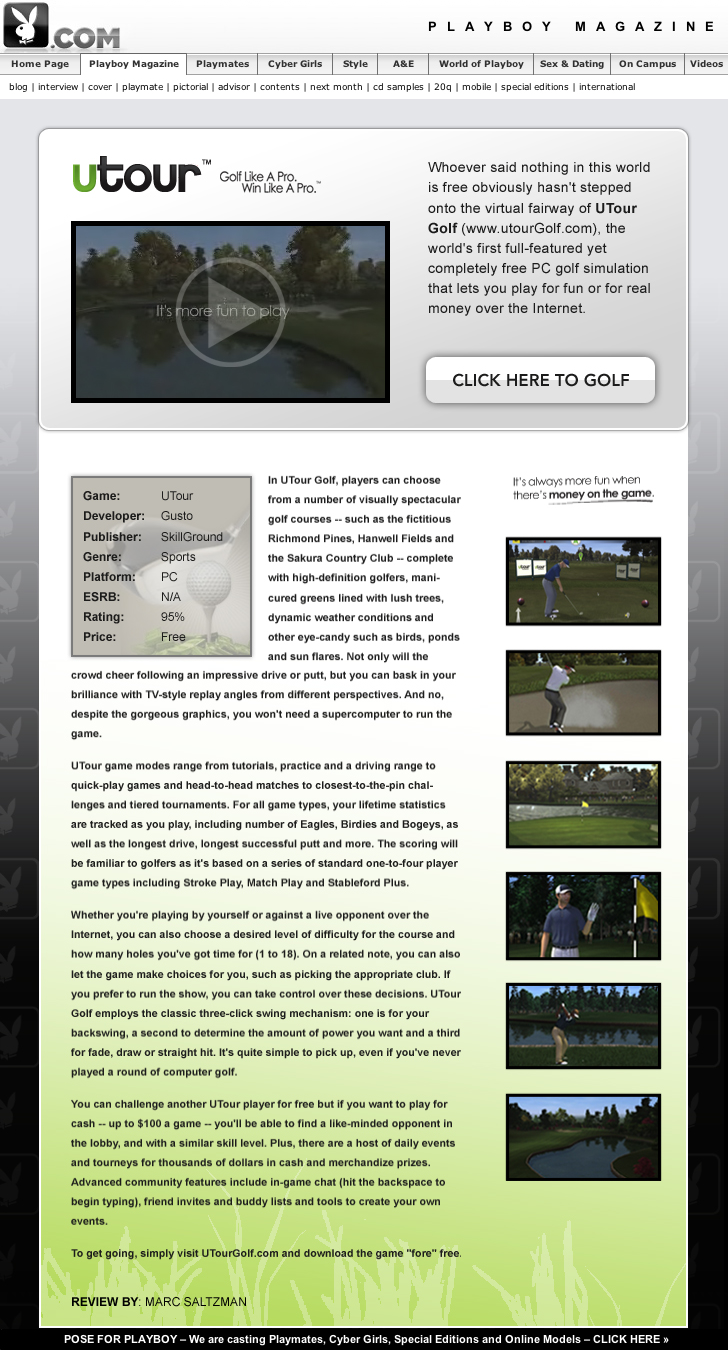 .COM
PLAYBOY MAGAZINE
Home Page
Playboy Magazine
Playmates
Cyber Girls
Style
A&E
World of Playboy
Sex & Dating
On Campus
Videos
blog | interview | cover | playmate | pictorial | advisor | contents | next month | cd samples | 20q | mobile | special editions | international
utour™
Golf Like A Pro.
Win Like A Pro.™
It's more fun to play
Whoever said nothing in this world
is free obviously hasn't stepped
onto the virtual fairway of UTour
Golf (www.utourGolf.com), the
world's first full-featured yet
completely free PC golf simulation
that lets you play for fun or for real
money over the Internet.
CLICK HERE TO GOLF
Game: UTour
Developer: Gusto
Publisher: SkillGround
Genre: Sports
Platform: PC
ESRB: N/A
Rating: 95%
Price: Free
In UTour Golf, players can choose
from a number of visually spectacular
golf courses -- such as the fictitious
Richmond Pines, Hanwell Fields and
the Sakura Country Club -- complete
with high-definition golfers, mani-
cured greens lined with lush trees,
dynamic weather conditions and
other eye-candy such as birds, ponds
and sun flares. Not only will the
crowd cheer following an impressive drive or putt, but you can bask in your
brilliance with TV-style replay angles from different perspectives. And no,
despite the gorgeous graphics, you won't need a supercomputer to run the
game.
UTour game modes range from tutorials, practice and a driving range to
quick-play games and head-to-head matches to closest-to-the-pin chal-
lenges and tiered tournaments. For all game types, your lifetime statistics
are tracked as you play, including number of Eagles, Birdies and Bogeys, as
well as the longest drive, longest successful putt and more. The scoring will
be familiar to golfers as it's based on a series of standard one-to-four player
game types including Stroke Play, Match Play and Stableford Plus.
Whether you're playing by yourself or against a live opponent over the
Internet, you can also choose a desired level of difficulty for the course and
how many holes you've got time for (1 to 18). On a related note, you can also
let the game make choices for you, such as picking the appropriate club. If
you prefer to run the show, you can take control over these decisions. UTour
Golf employs the classic three-click swing mechanism: one is for your
backswing, a second to determine the amount of power you want and a third
for fade, draw or straight hit. It's quite simple to pick up, even if you've never
played a round of computer golf.
You can challenge another UTour player for free but if you want to play for
cash -- up to $100 a game -- you'll be able to find a like-minded opponent in
the lobby, and with a similar skill level. Plus, there are a host of daily events
and tourneys for thousands of dollars in cash and merchandize prizes.
Advanced community features include in-game chat (hit the backspace to
begin typing), friend invites and buddy lists and tools to create your own
events.
To get going, simply visit UTourGolf.com and download the game "fore" free.
REVIEW BY: MARC SALTZMAN
It's always more fun when
there's money on the game.
POSE FOR PLAYBOY – We are casting Playmates, Cyber Girls, Special Editions and Online Models – CLICK HERE »